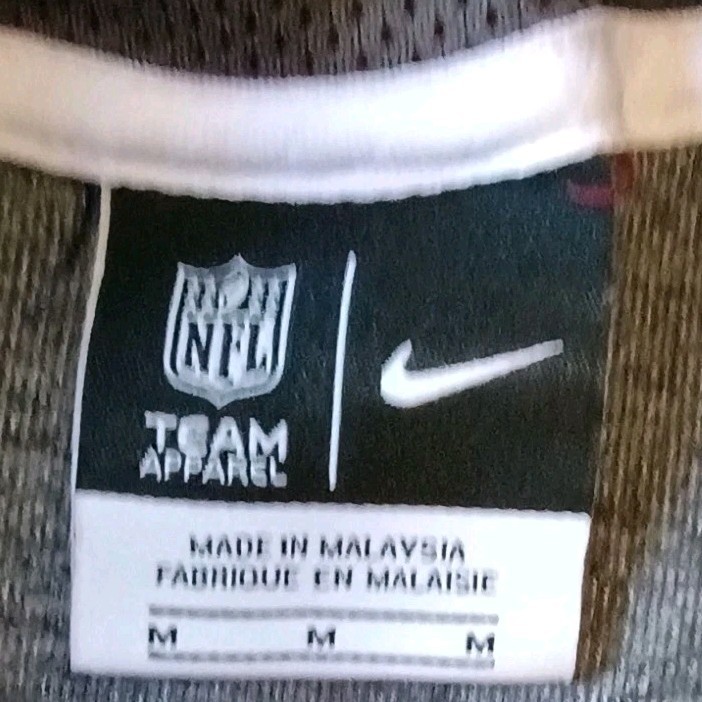 NFL
TEAM
APPAREL
MADE IN MALAYSIA
FABRIQUE EN MALAISIE
M M M